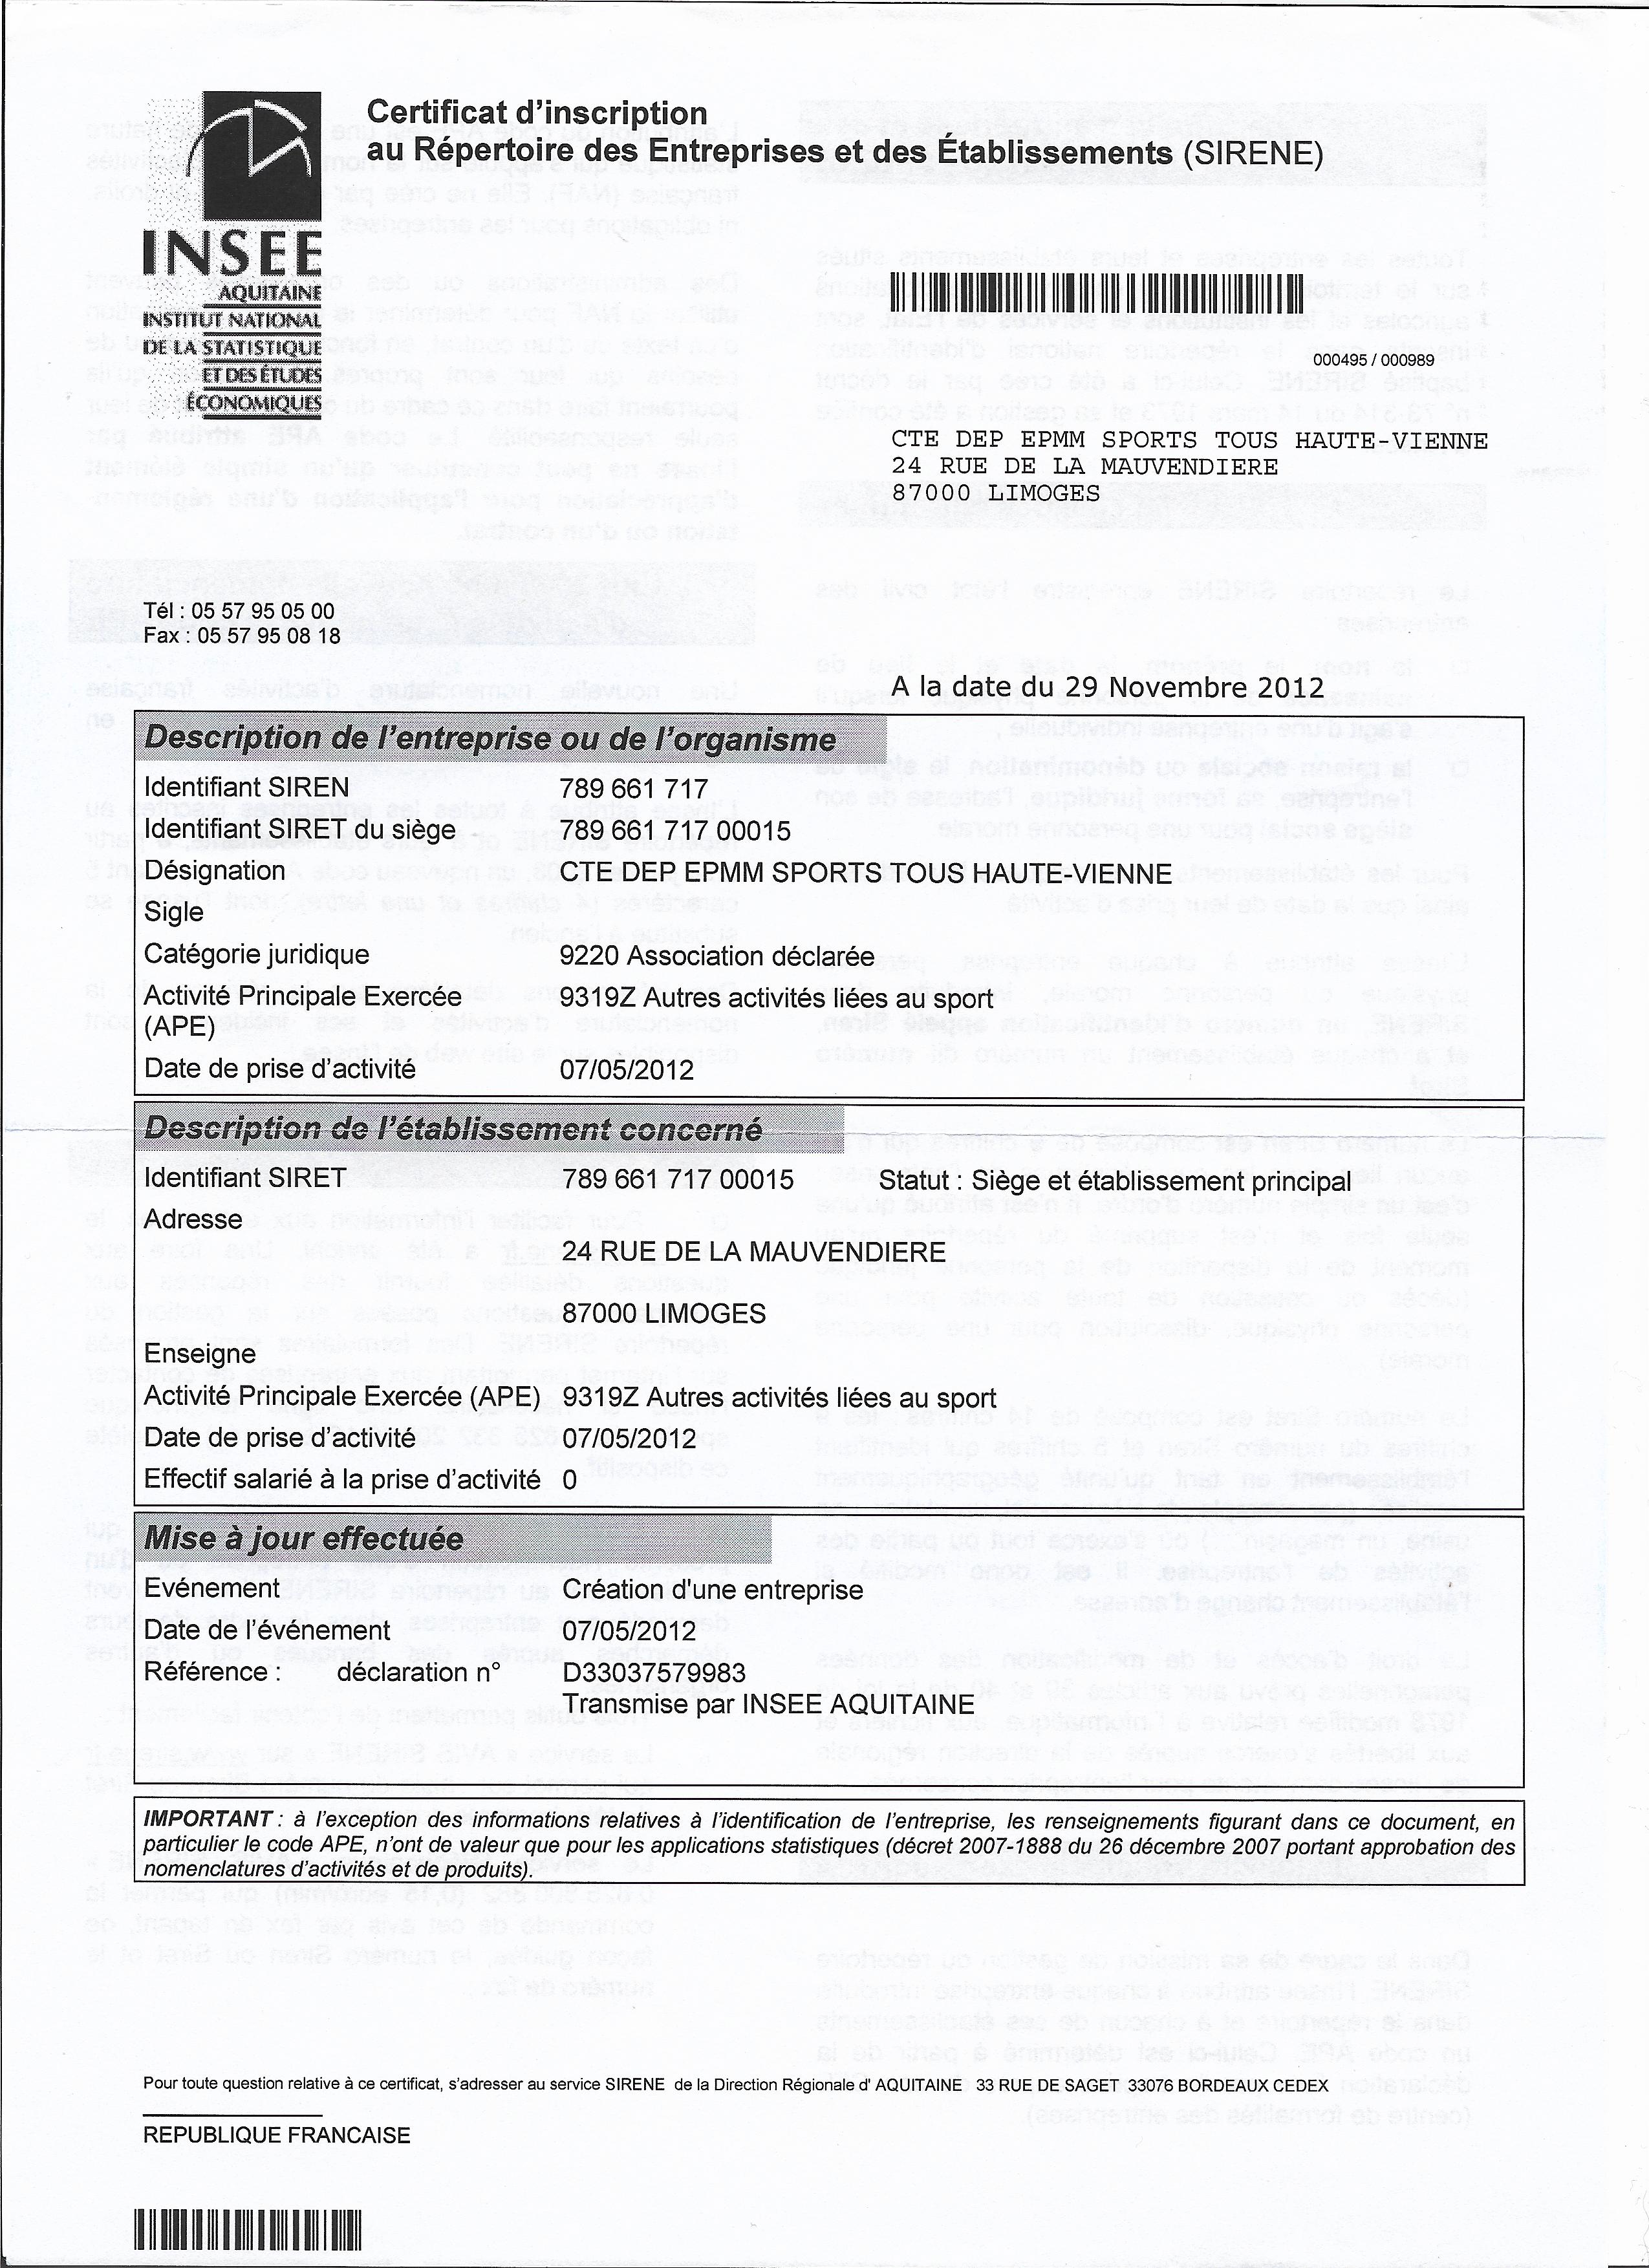 Certificat d'inscription
au Répertoire des Entreprises et des Établissements (SIRENE)
INSEE
AQUITAINE
INSTITUT NATIONAL
DE LA STATISTIQUE
ET DES ÉTUDES
ÉCONOMIQUES
000495 / 000989
CTE DEP EPMM SPORTS TOUS HAUTE-VIENNE
24 RUE DE LA MAUVENDIERE
87000 LIMOGES
Tél : 05 57 95 05 00
Fax : 05 57 95 08 18
A la date du 29 Novembre 2012
Description de l'entreprise ou de l'organisme
Identifiant SIREN 789 661 717
Identifiant SIRET du siège 789 661 717 00015
Désignation CTE DEP EPMM SPORTS TOUS HAUTE-VIENNE
Sigle
Catégorie juridique 9220 Association déclarée
Activité Principale Exercée 9319Z Autres activités liées au sport
(APE)
Date de prise d'activité 07/05/2012
Description de l'établissement concerné
Identifiant SIRET 789 661 717 00015 Statut : Siège et établissement principal
Adresse
24 RUE DE LA MAUVENDIERE
87000 LIMOGES
Enseigne
Activité Principale Exercée (APE) 9319Z Autres activités liées au sport
Date de prise d'activité 07/05/2012
Effectif salarié à la prise d'activité 0
Mise à jour effectuée
Evénement Création d'une entreprise
Date de l'événement 07/05/2012
Référence : déclaration n° D33037579983
Transmise par INSEE AQUITAINE
IMPORTANT : à l'exception des informations relatives à l'identification de l'entreprise, les renseignements figurant dans ce document, en
particulier le code APE, n'ont de valeur que pour les applications statistiques (décret 2007-1888 du 26 décembre 2007 portant approbation des
nomenclatures d'activités et de produits).
Pour toute question relative à ce certificat, s'adresser au service SIRENE de la Direction Régionale d' AQUITAINE 33 RUE DE SAGET 33076 BORDEAUX CEDEX
REPUBLIQUE FRANCAISE